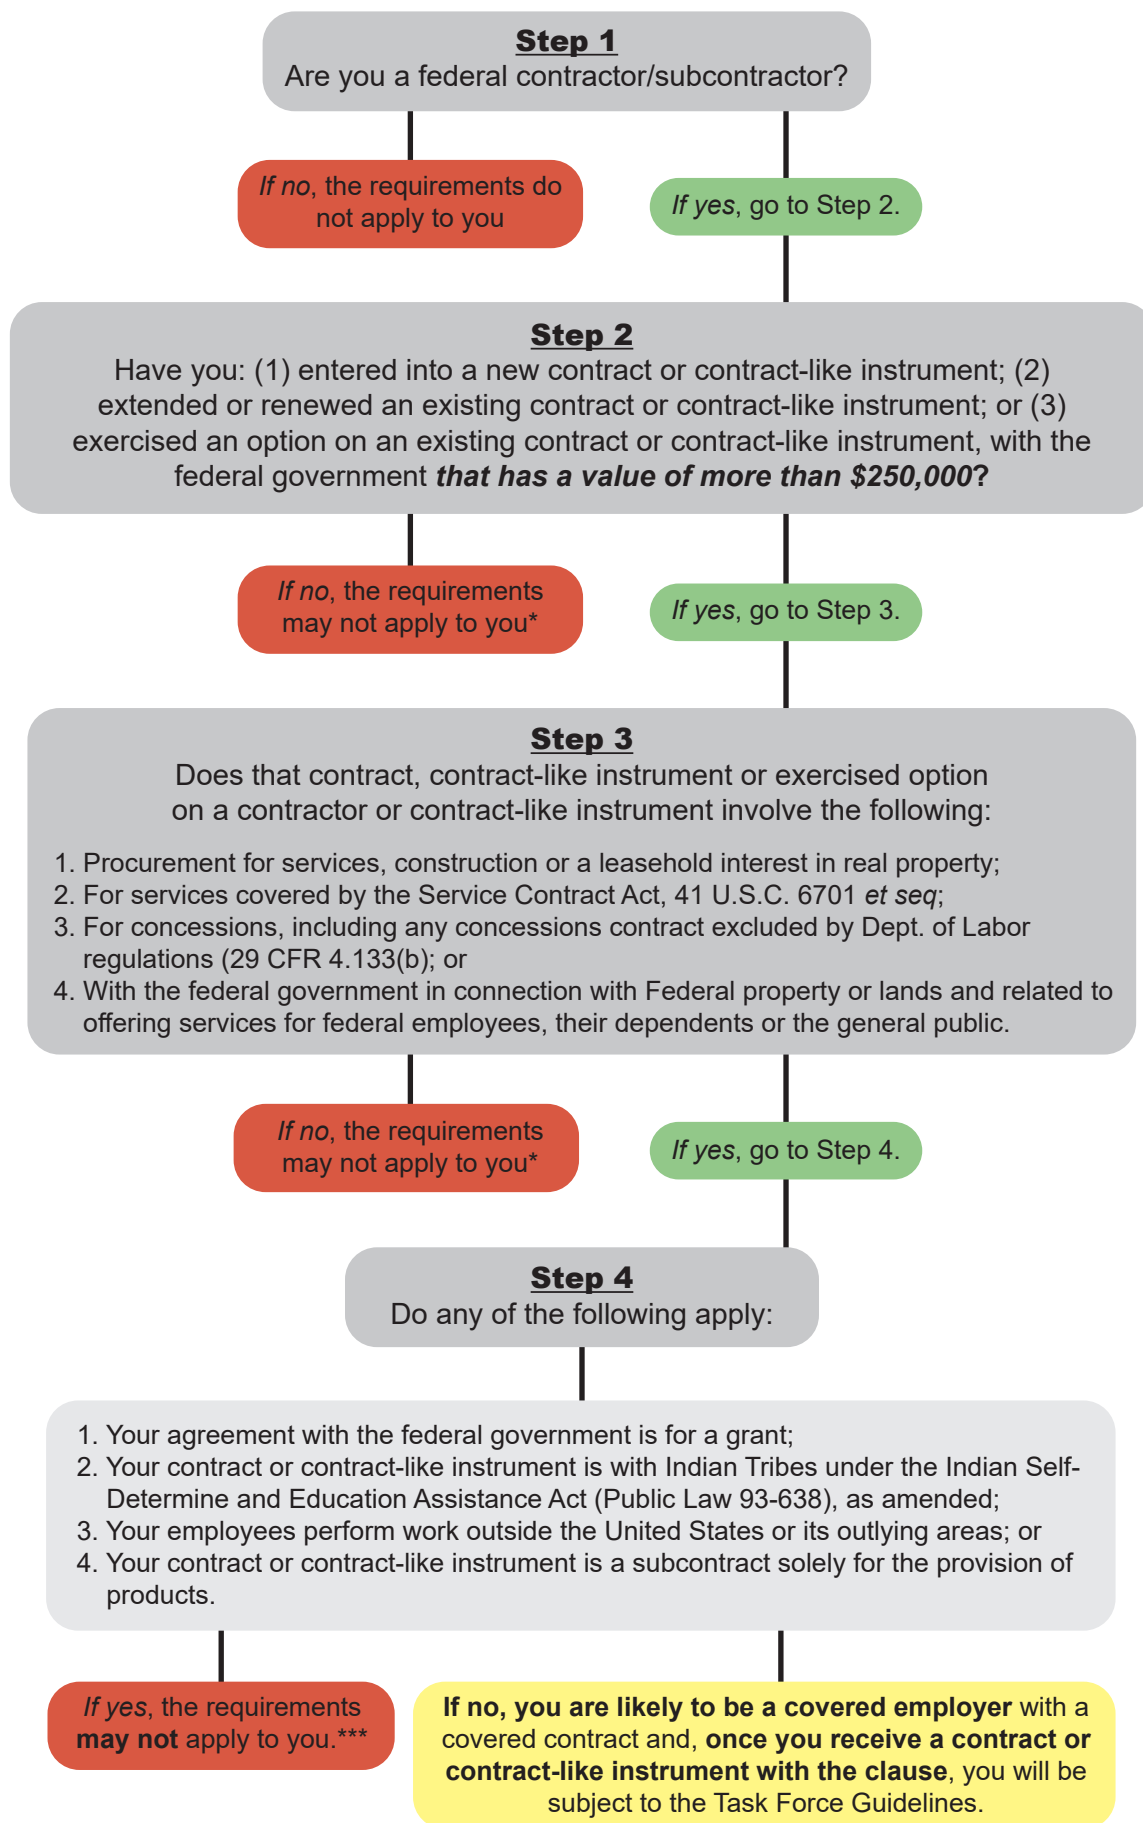 Step 1
Are you a federal contractor/subcontractor?
If no, the requirements do
not apply to you
If yes, go to Step 2.
Step 2
Have you: (1) entered into a new contract or contract-like instrument; (2)
extended or renewed an existing contract or contract-like instrument; or (3)
exercised an option on an existing contract or contract-like instrument, with the
federal government that has a value of more than $250,000?
If no, the requirements
may not apply to you*
If yes, go to Step 3.
Step 3
Does that contract, contract-like instrument or exercised option
on a contractor or contract-like instrument involve the following:
1. Procurement for services, construction or a leasehold interest in real property;
2. For services covered by the Service Contract Act, 41 U.S.C. 6701 et seq;
3. For concessions, including any concessions contract excluded by Dept. of Labor
regulations (29 CFR 4.133(b); or
4. With the federal government in connection with Federal property or lands and related to
offering services for federal employees, their dependents or the general public.
If no, the requirements
may not apply to you*
If yes, go to Step 4.
Step 4
Do any of the following apply:
1. Your agreement with the federal government is for a grant;
2. Your contract or contract-like instrument is with Indian Tribes under the Indian Self-
Determine and Education Assistance Act (Public Law 93-638), as amended;
3. Your employees perform work outside the United States or its outlying areas; or
4. Your contract or contract-like instrument is a subcontract solely for the provision of
products.
If yes, the requirements
may not apply to you.***
If no, you are likely to be a covered employer with a
covered contract and, once you receive a contract or
contract-like instrument with the clause, you will be
subject to the Task Force Guidelines.